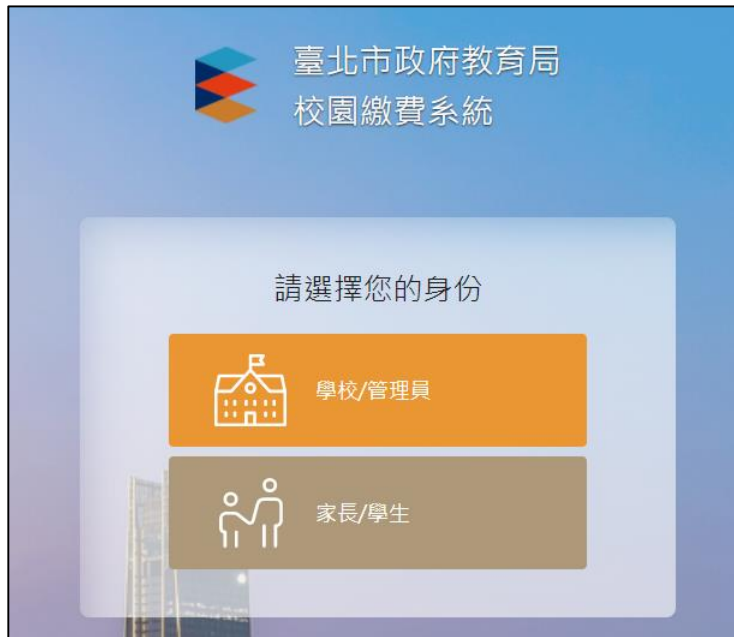 臺北市政府教育局
校園繳費系統
請選擇您的身份
學校/管理員
家長/學生